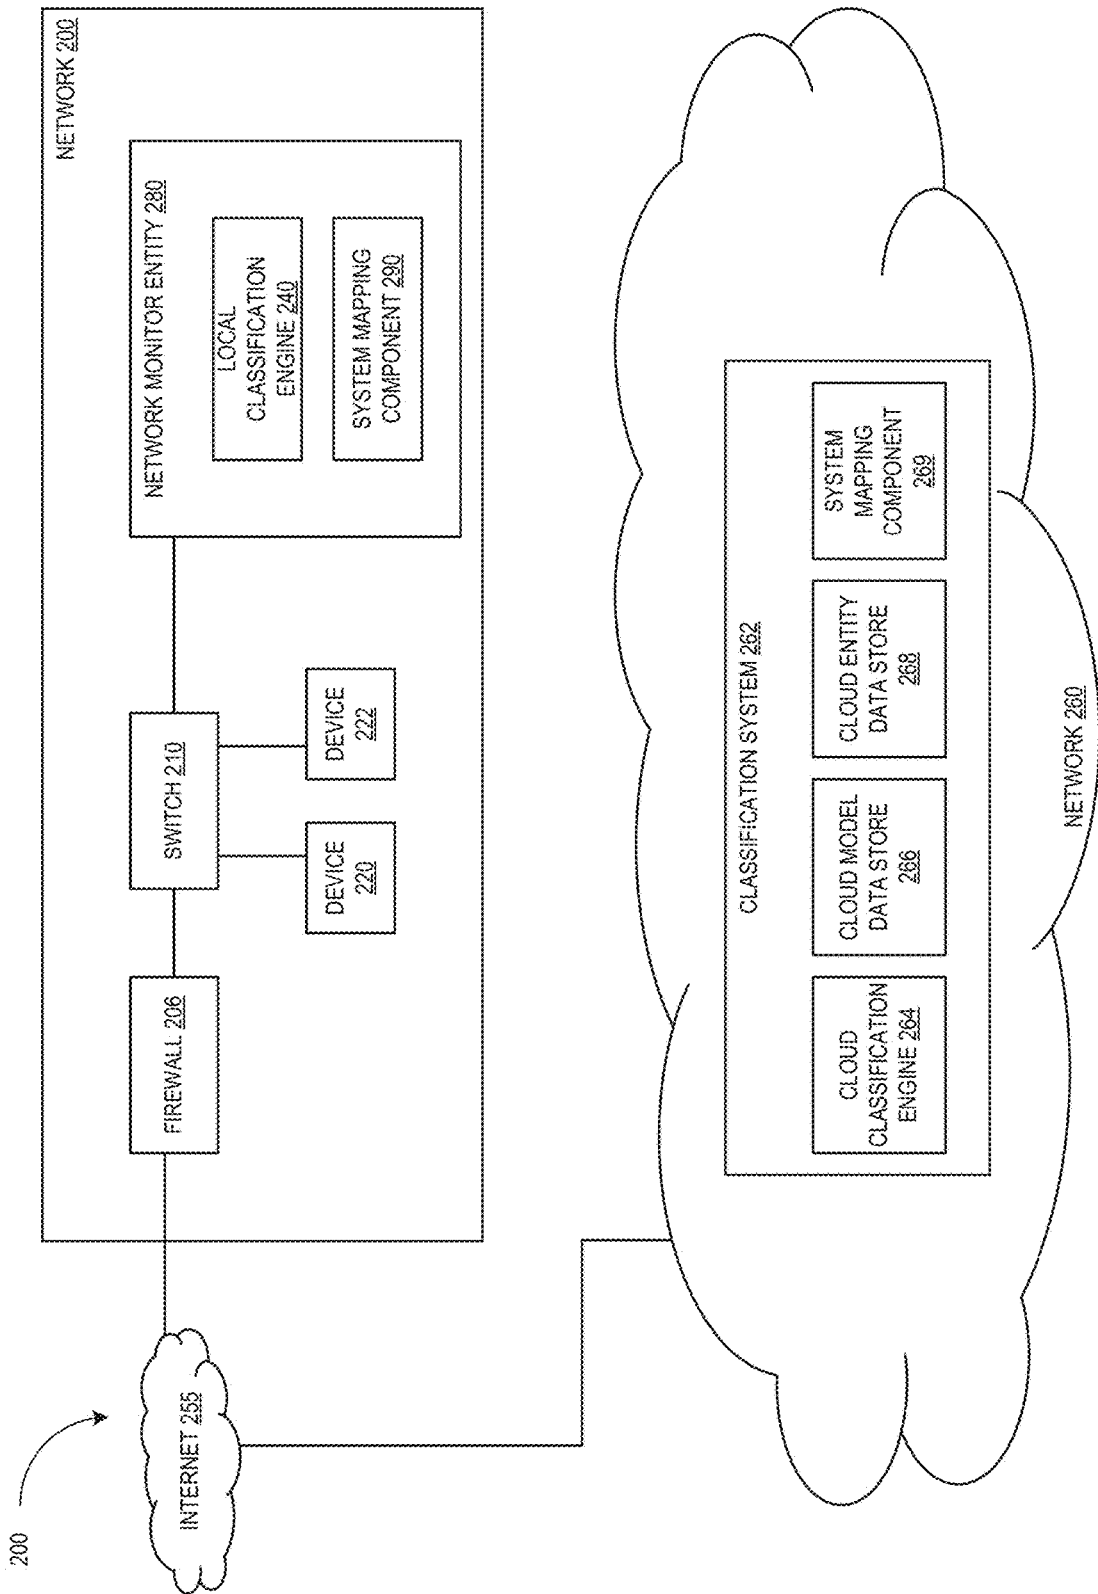 200
NETWORK 200
NETWORK MONITOR ENTITY 280
LOCAL
CLASSIFICATION
ENGINE 240
SYSTEM MAPPING
COMPONENT 290
SWITCH 210
DEVICE
222
DEVICE
220
FIREWALL 206
INTERNET 255
CLASSIFICATION SYSTEM 262
CLOUD
CLASSIFICATION
ENGINE 264
CLOUD MODEL
DATA STORE
266
CLOUD ENTITY
DATA STORE
268
SYSTEM
MAPPING
COMPONENT
269
NETWORK 260